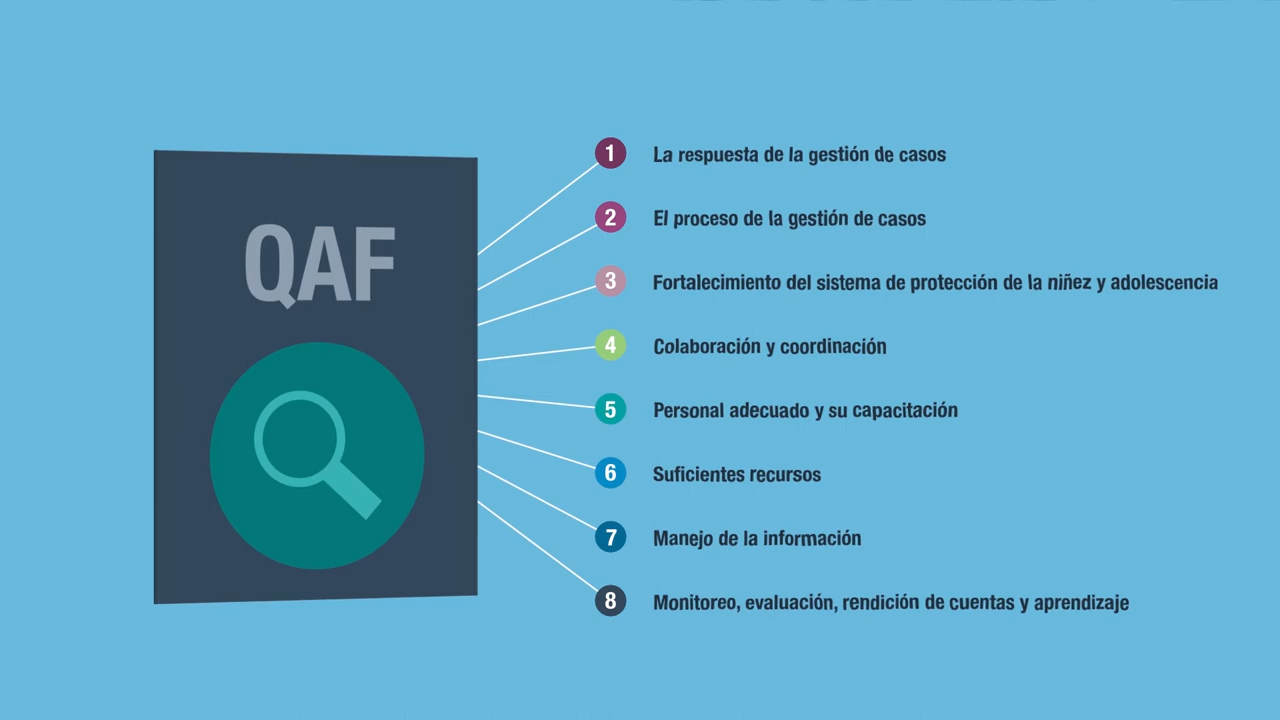 QAF
1 La respuesta de la gestión de casos
2 El proceso de la gestión de casos
3 Fortalecimiento del sistema de protección de la niñez y adolescencia
4 Colaboración y coordinación
5 Personal adecuado y su capacitación
6 Suficientes recursos
7 Manejo de la información
8 Monitoreo, evaluación, rendición de cuentas y aprendizaje